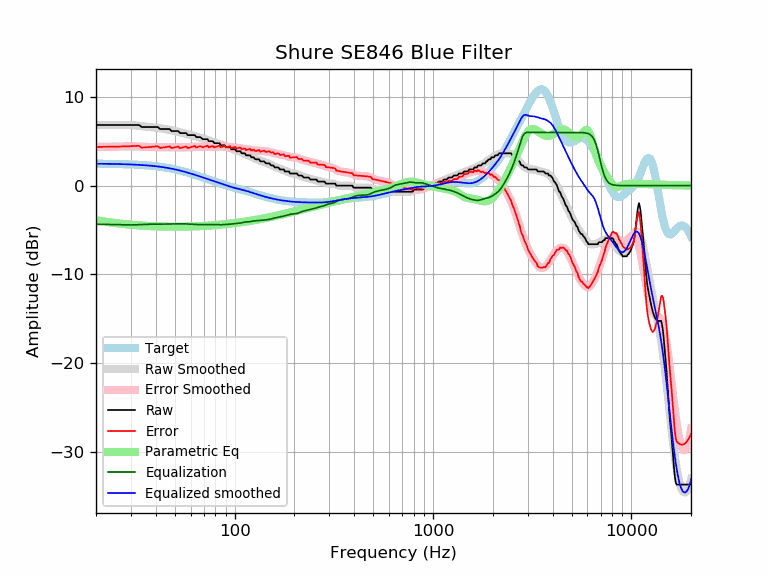 Shure SE846 Blue Filter
Amplitude (dBr)
10
0
−10
−20
−30
Target
Raw Smoothed
Error Smoothed
Raw
Error
Parametric Eq
Equalization
Equalized smoothed
100
1000
10000
Frequency (Hz)